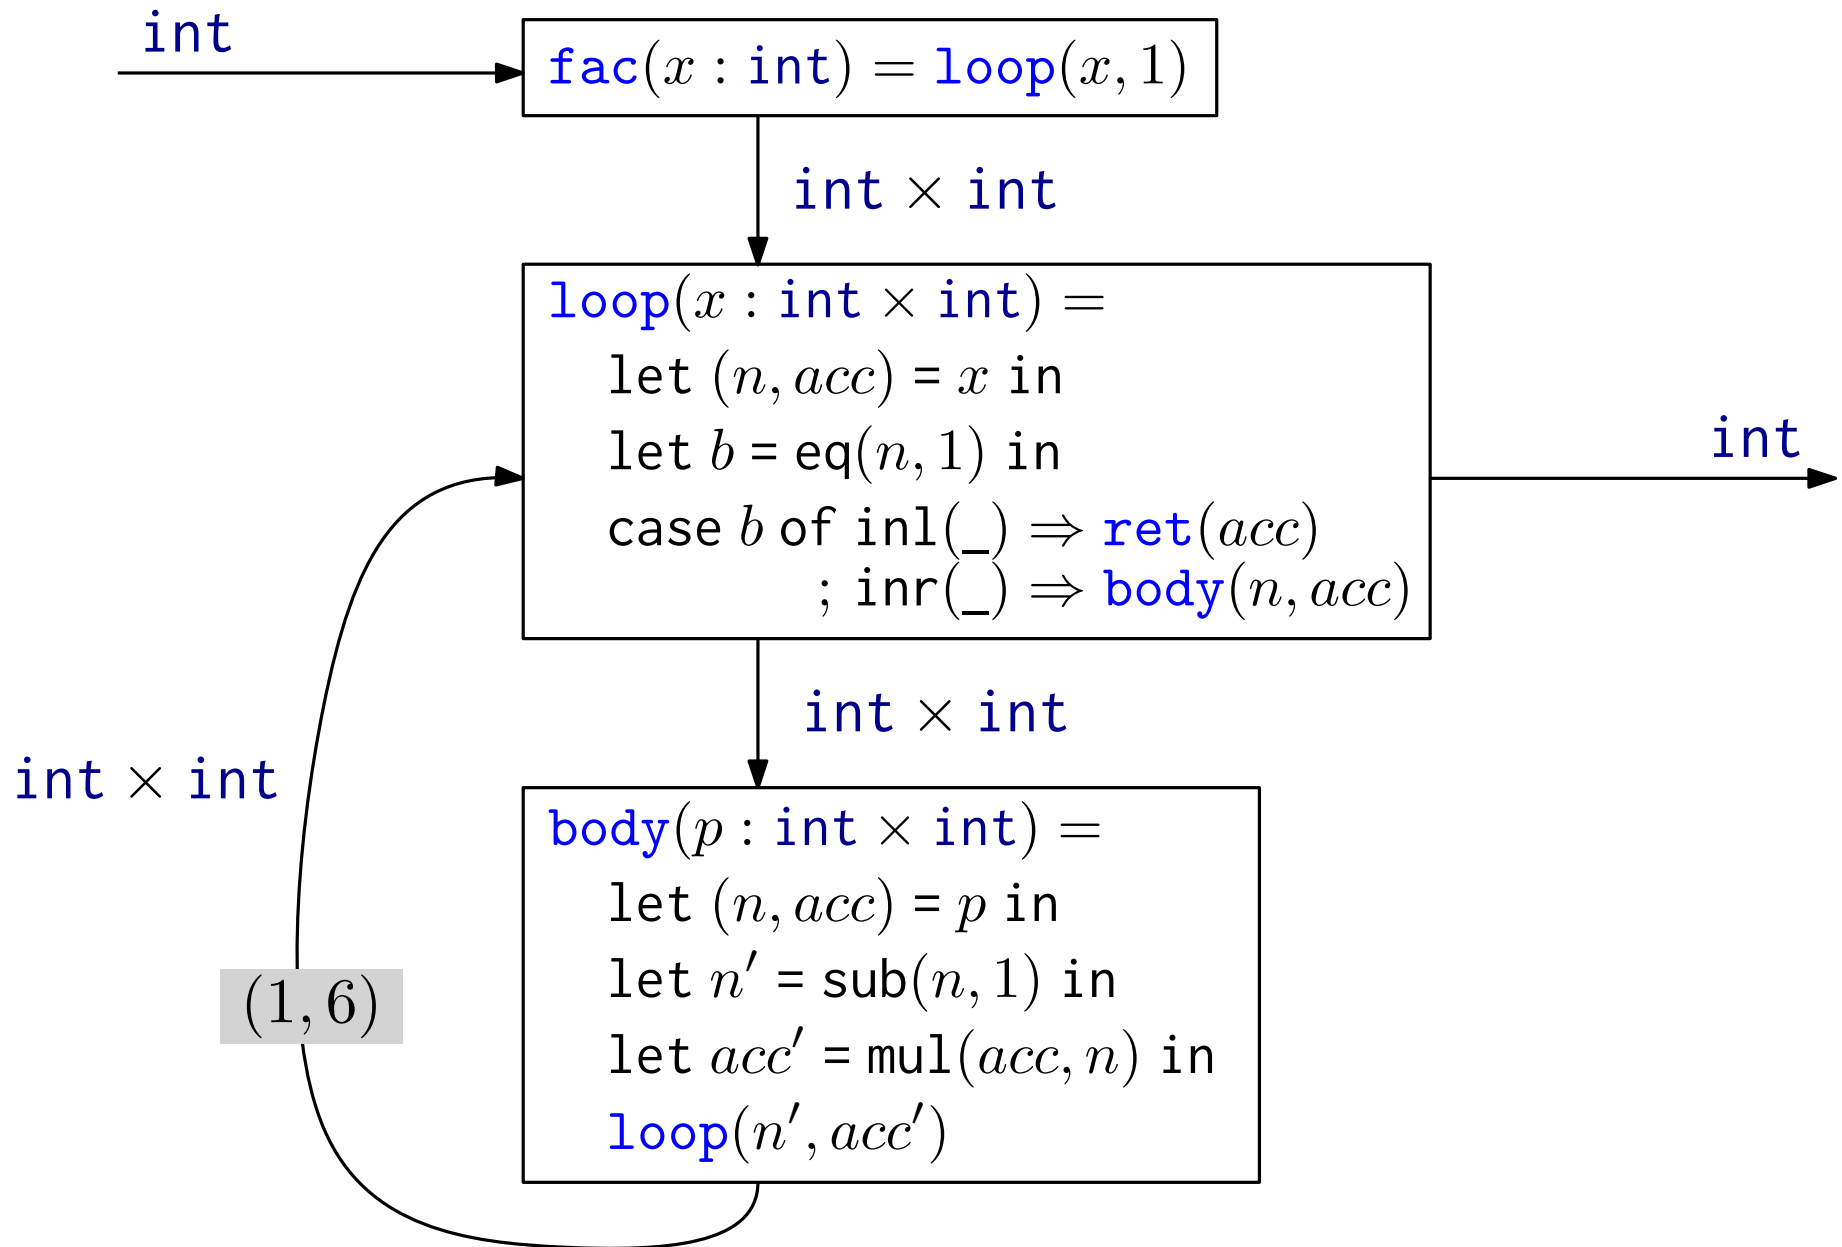 int
fac(x : int) = loop(x, 1)
int × int
loop(x : int × int) =
let (n, acc) = x in
let b = eq(n, 1) in
case b of inl(_) ⇒ ret(acc)
; inr(_) ⇒ body(n, acc)
int
int × int
int × int
body(p : int × int) =
let (n, acc) = p in
let n′ = sub(n, 1) in
let acc′ = mul(acc, n) in
loop(n′, acc′)
(1, 6)